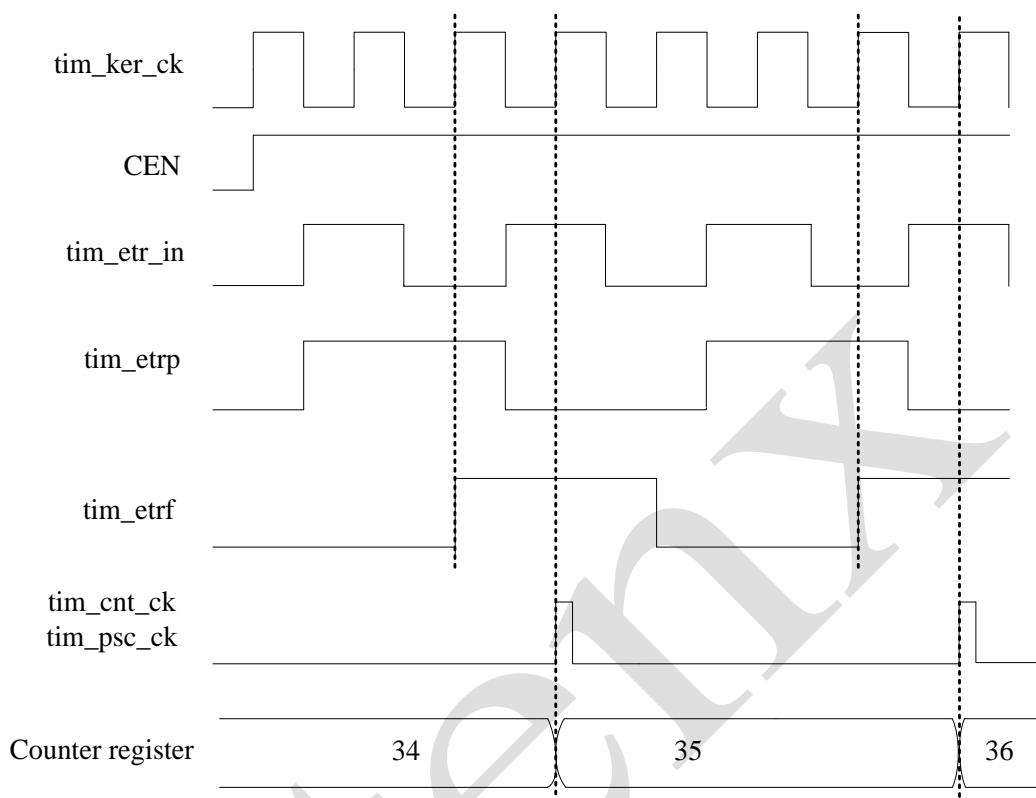 tim_ker_ck
CEN
tim_etr_in
tim_etrp
tim_etrf
tim_cnt_ck
tim_psc_ck
Counter register 34 35 36